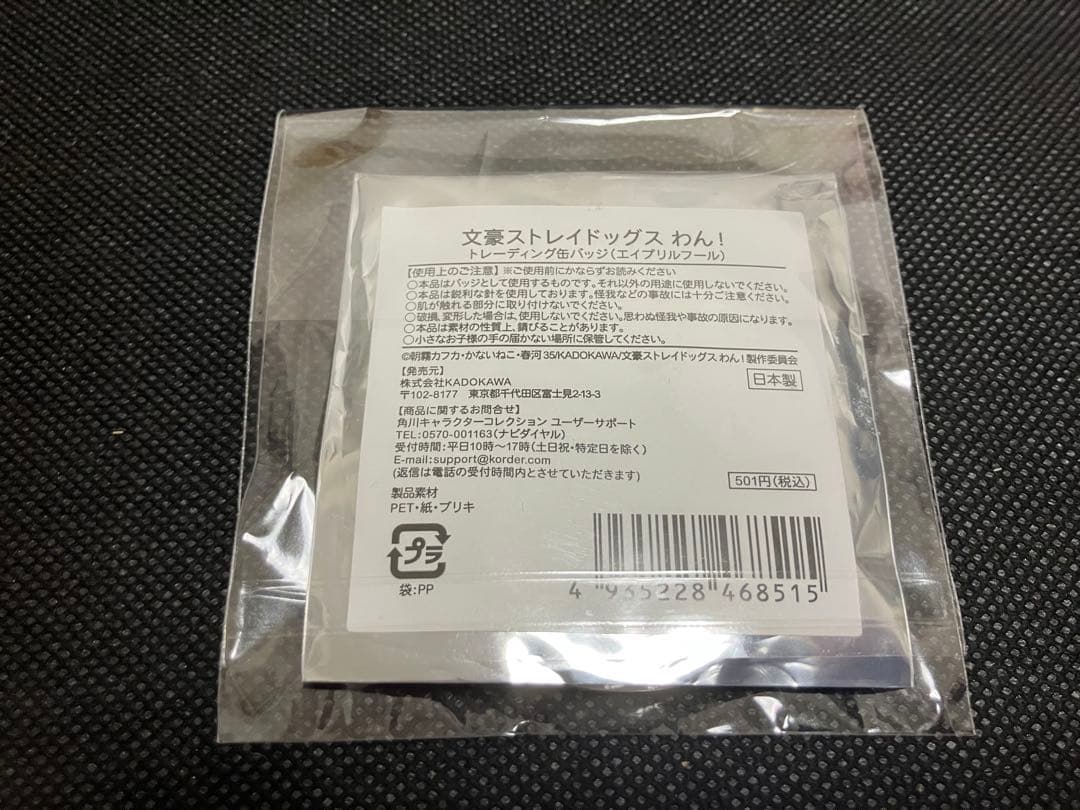 文豪ストレイドッグス わん！
トレーディング缶バッジ（エイプリルフール）
【使用上のご注意】※ご使用前にかならずお読みください
○本品はバッジとして使用するものです。それ以外の用途に使用しないでください。
○本品は鋭利な針を使用しております。怪我などの事故には十分ご注意ください。
○肌が触れる部分に取り付けないでください。
○破損、変形した場合は、使用しないでください。思わぬ怪我や事故の原因になります。
○本品は素材の性質上、錆びることがあります。
○小さなお子様の手の届かない場所に保管してください。
©朝霧カフカ・かないねこ・春河35/KADOKAWA/文豪ストレイドッグス わん！製作委員会
【発売元】
株式会社KADOKAWA
〒102-8177　東京都千代田区富士見2-13-3
日本製
【商品に関するお問合せ】
角川キャラクターコレクション ユーザーサポート
TEL:0570-001163（ナビダイヤル）
受付時間:平日10時～17時（土日祝・特定日を除く）
E-mail:support@korder.com
（返信は電話の受付時間内とさせていただきます）
501円（税込）
製品素材
PET・紙・ブリキ
プラ
袋:PP
4 935228 468515